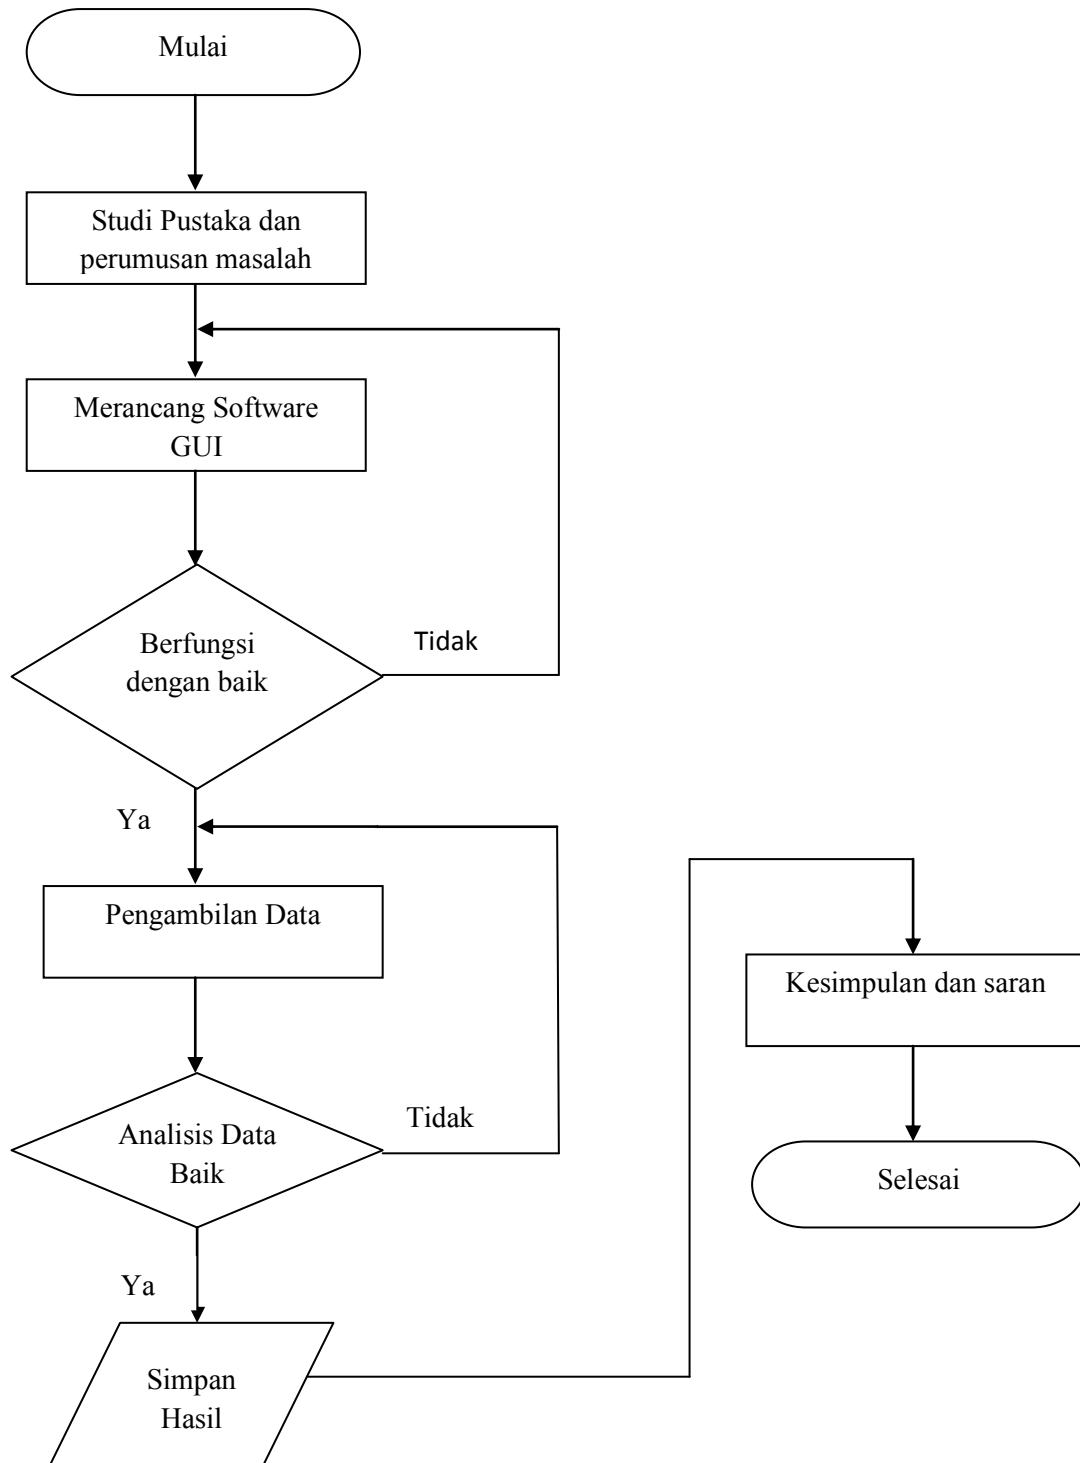 Mulai
Studi Pustaka dan
perumusan masalah
Merancang Software
GUI
Berfungsi
dengan baik
Tidak
Ya
Pengambilan Data
Analisis Data
Baik
Tidak
Ya
Simpan
Hasil
Kesimpulan dan saran
Selesai